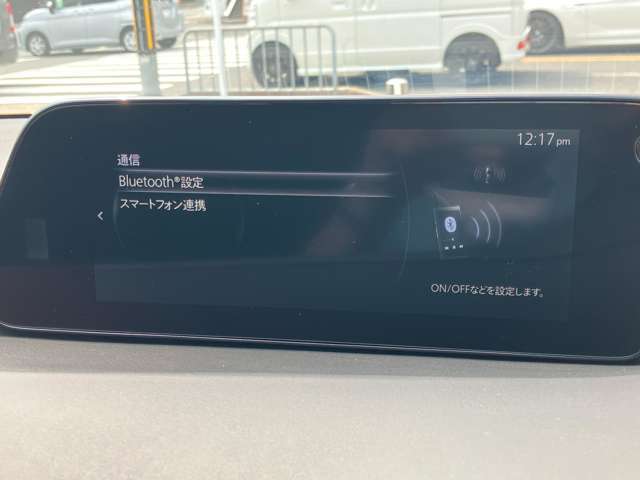 12:17 pm
通信
Bluetooth®設定
スマートフォン連携
ON/OFFなどを設定します。